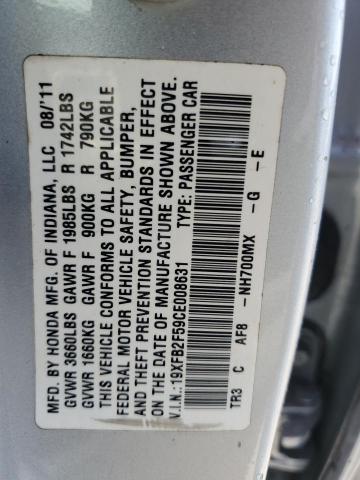 MFD. BY HONDA MFG. OF INDIANA, LLC 08/'11
GVWR 3660LBS GAWR F 1985LBS R 1742LBS
GVWR 1660KG GAWR F 900KG R 790KG
THIS VEHICLE CONFORMS TO ALL APPLICABLE
FEDERAL MOTOR VEHICLE SAFETY, BUMPER,
AND THEFT PREVENTION STANDARDS IN EFFECT
ON THE DATE OF MANUFACTURE SHOWN ABOVE.
V.I.N.: 19XFB2F59CE008631 TYPE: PASSENGER CAR
TR3 C AF8 -NH700MX -G -E